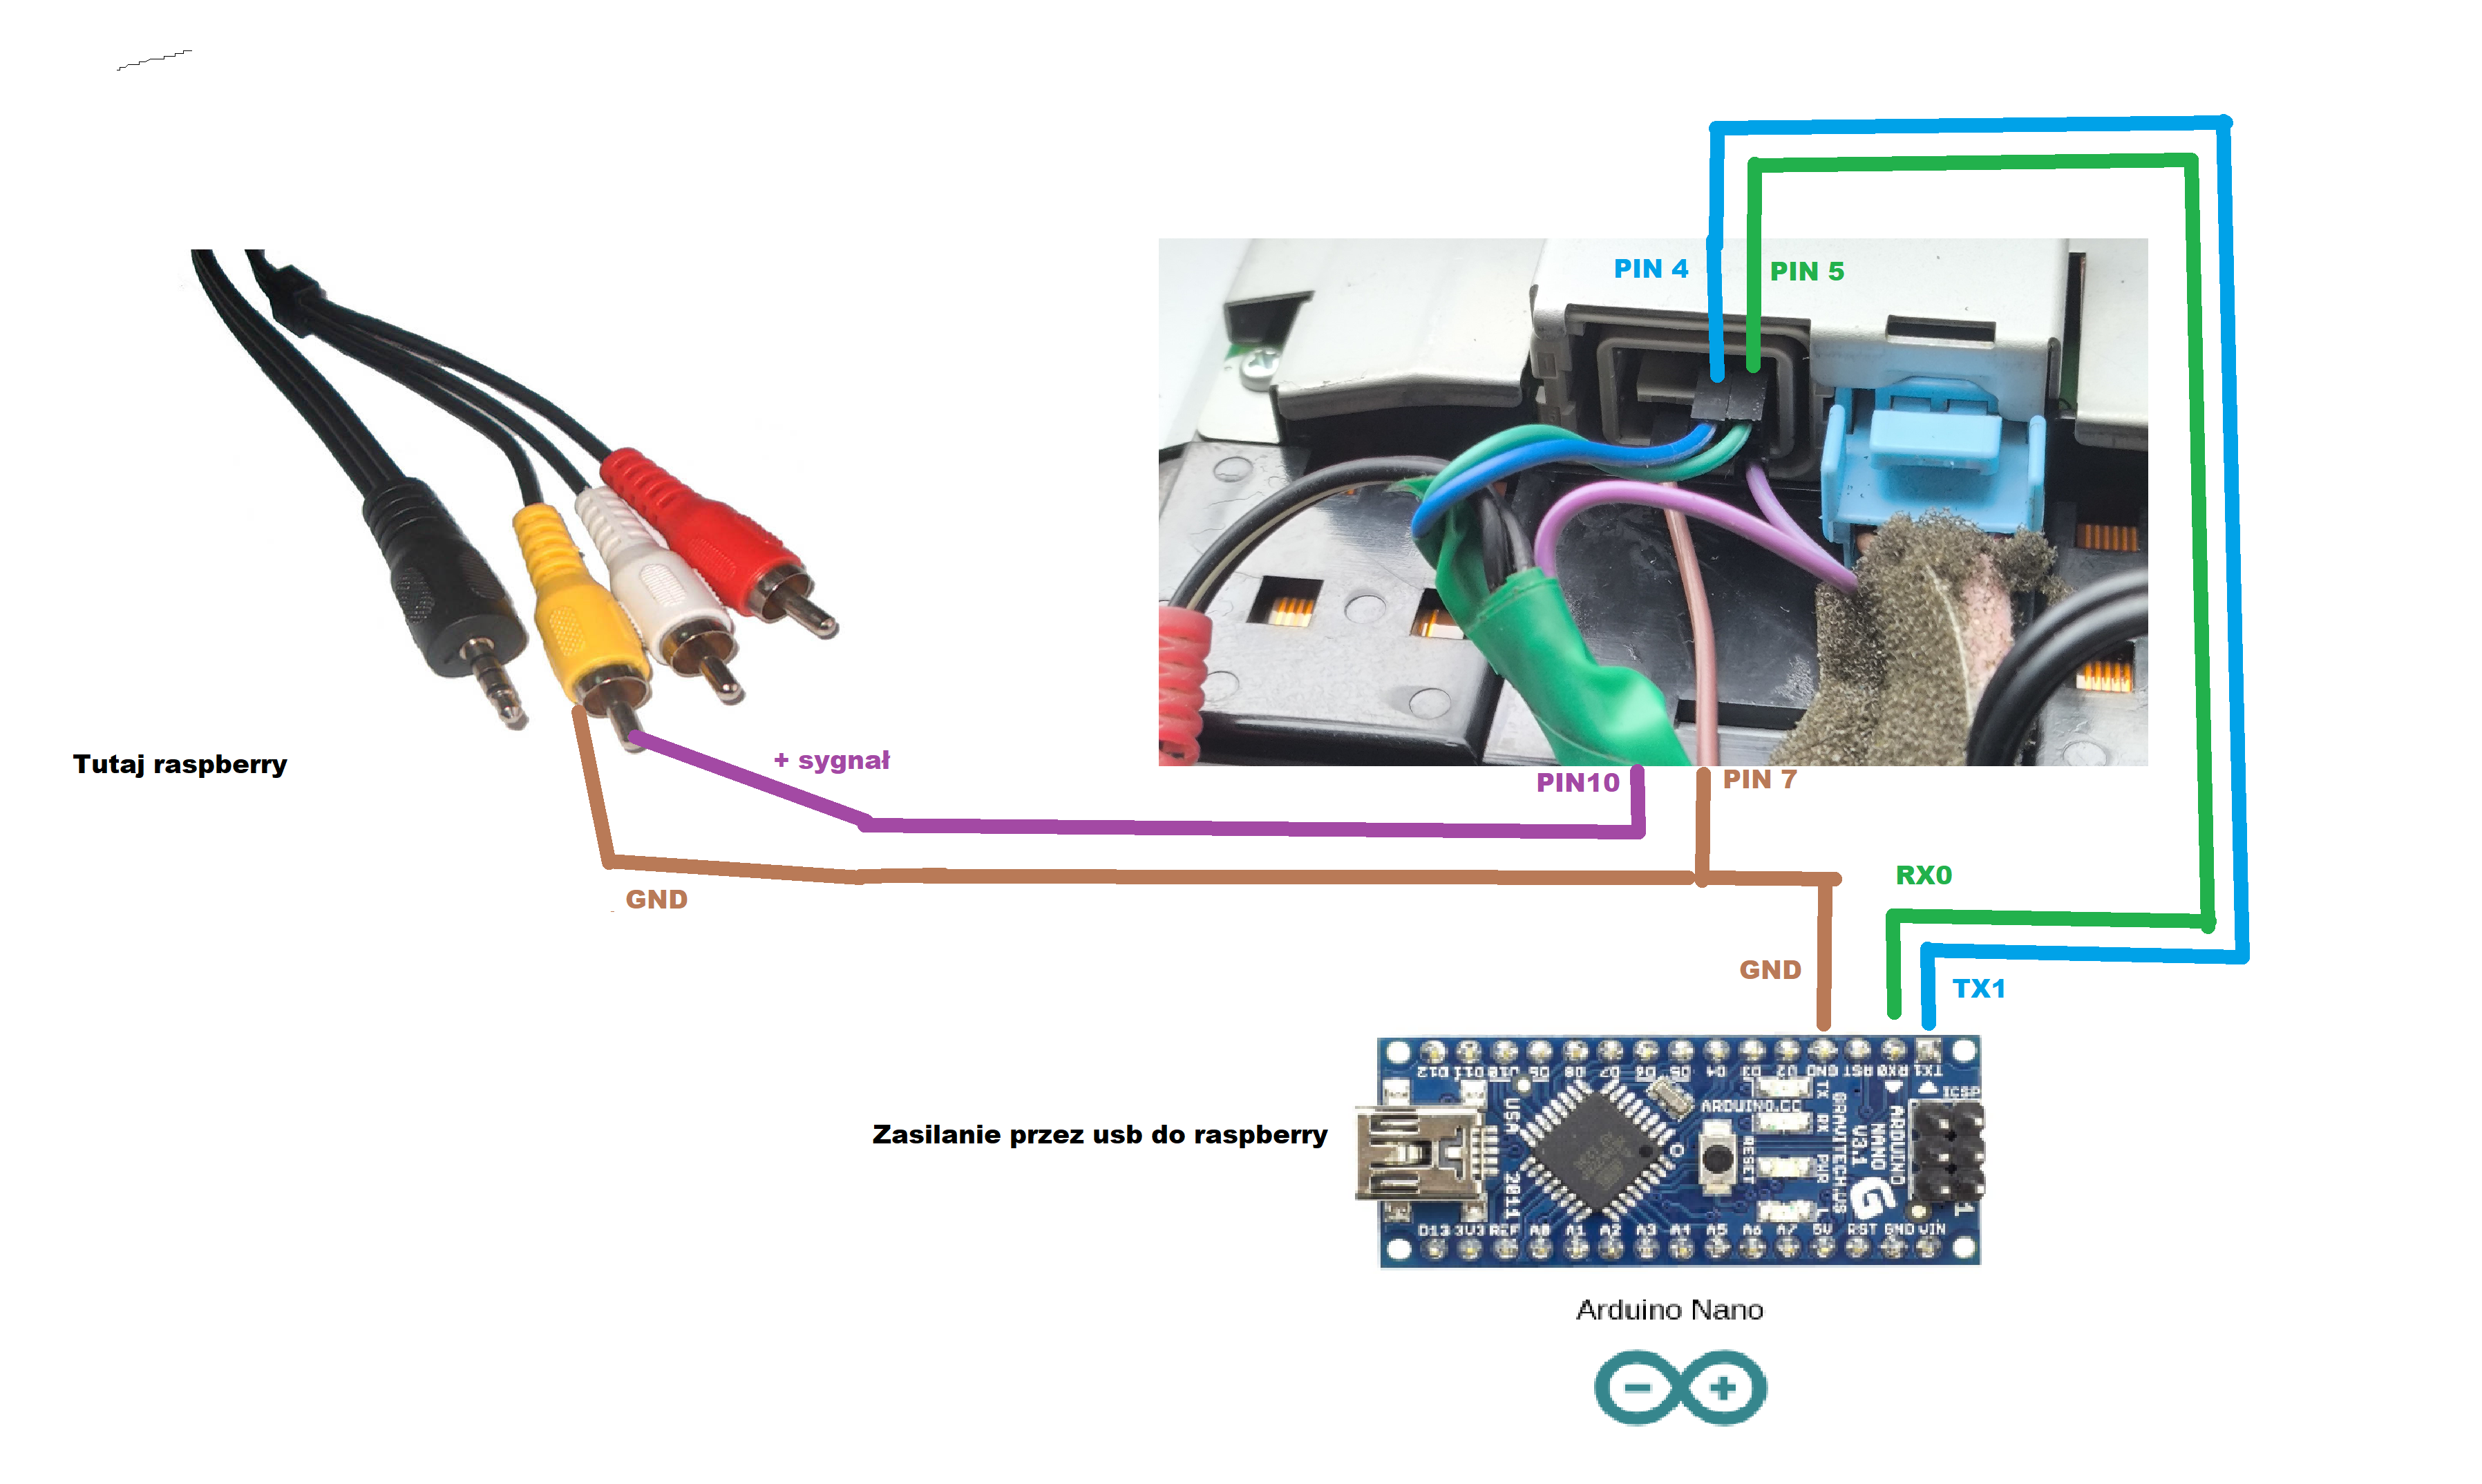 PIN 4
PIN 5
+ sygnał
Tutaj raspberry
PIN10
PIN 7
RX0
GND
GND
TX1
D12 D11 D10 D9 D8 D7 D6 D5 D4 D3 D2 GND RST RX0 TX1
ICSP
ARDUINO.CC
TX RX PWR L
RESET
GRAVITECH.US
ARDUINO
NANO
V3.1
USA
2011
G
1
Zasilanie przez usb do raspberry
D13 3V3 REF A0 A1 A2 A3 A4 A5 A6 A7 5V RST GND VIN
Arduino Nano